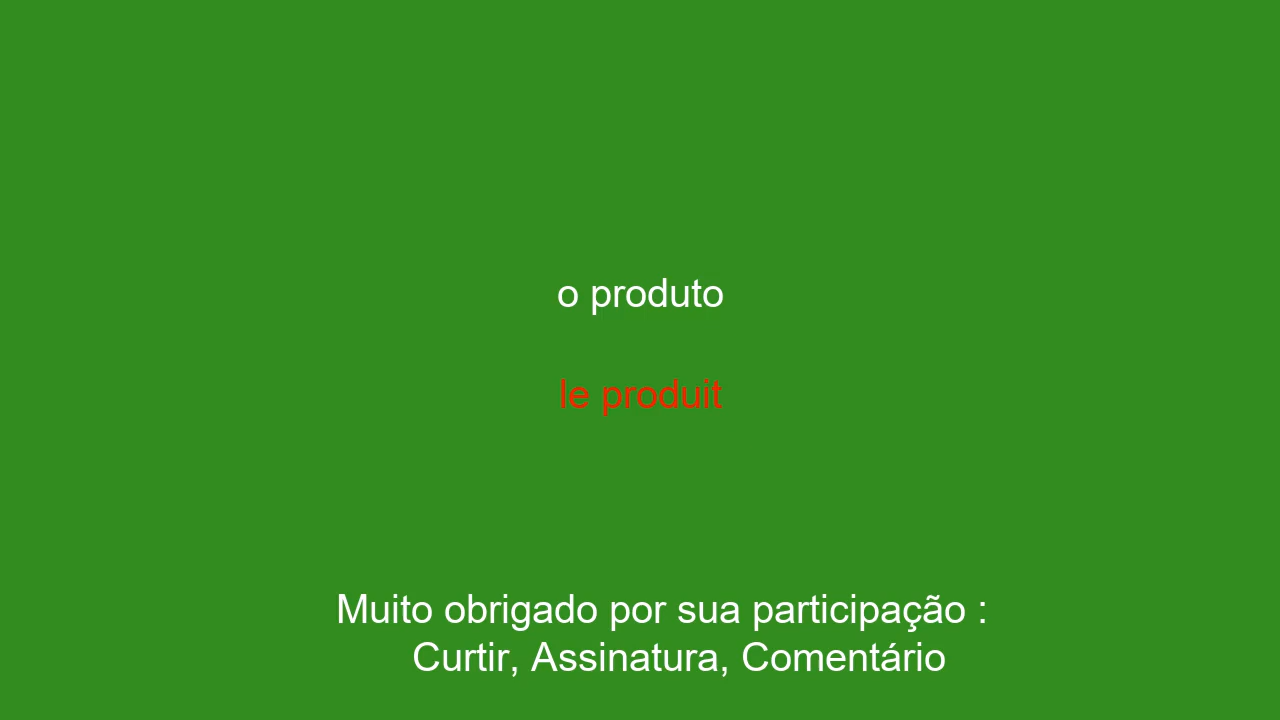 o produto
le produit
Muito obrigado por sua participação :
Curtir, Assinatura, Comentário